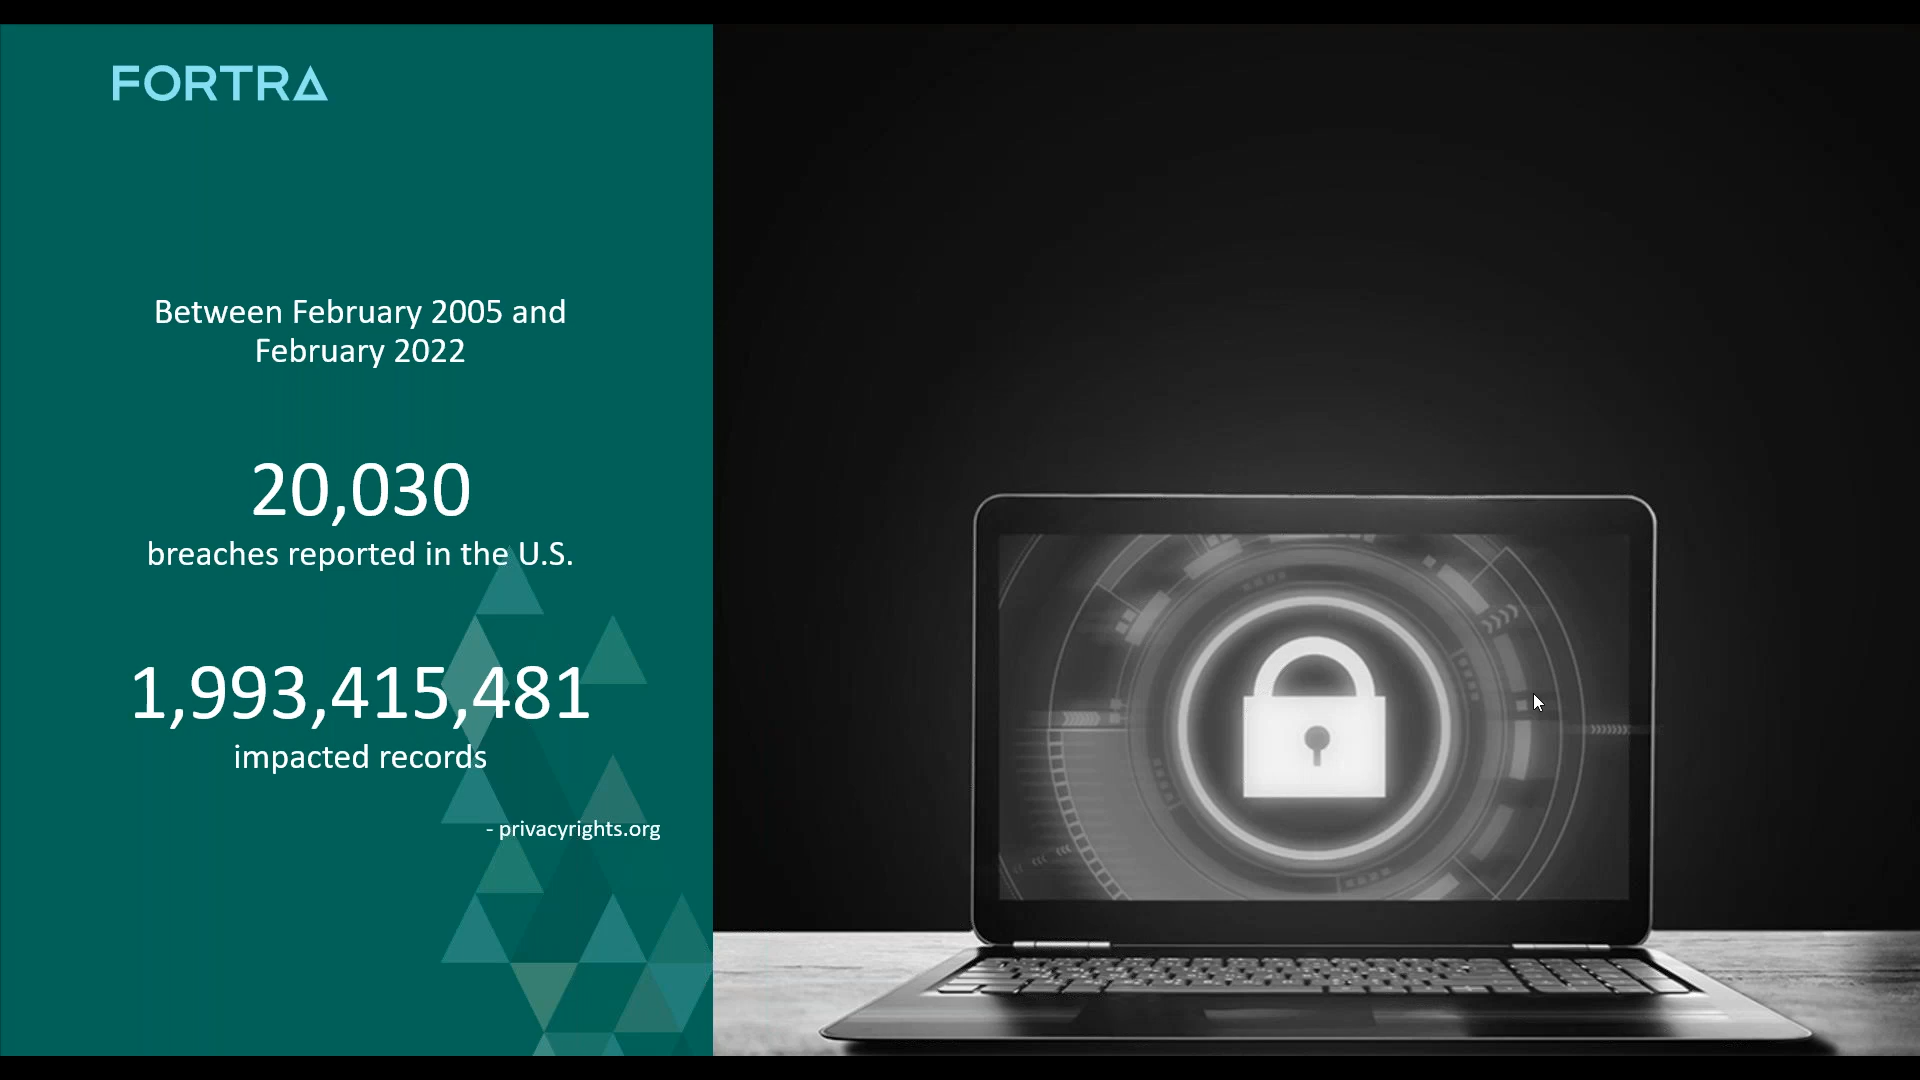 FORTRA
Between February 2005 and
February 2022
20,030
breaches reported in the U.S.
1,993,415,481
impacted records
- privacyrights.org